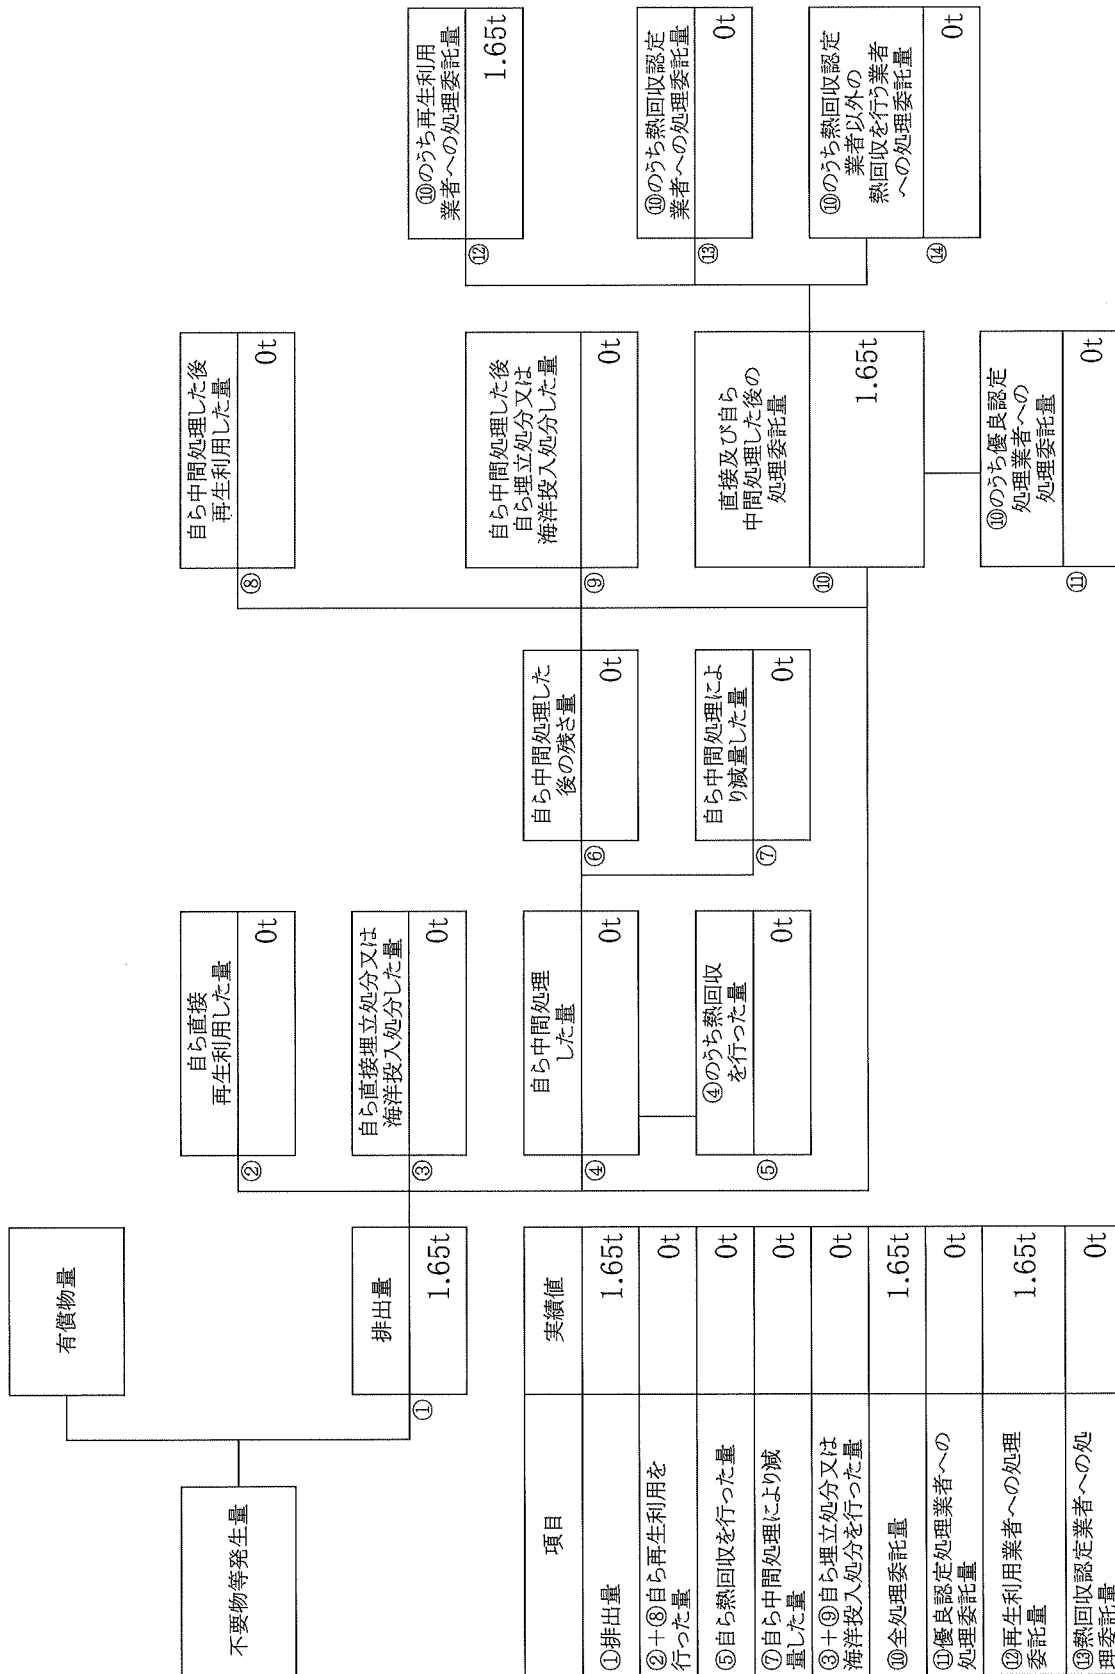 不要物等発生量
有償物量
①
排出量
1.65t
②
自ら直接
再生利用した量
0t
③
自ら直接埋立処分又は
海洋投入処分した量
0t
④
自ら中間処理
した量
0t
⑤
④のうち熱回収
を行った量
0t
⑥
自ら中間処理した
後の残さ量
0t
⑦
自ら中間処理によ
り減量した量
0t
⑧
自ら中間処理した後
再生利用した量
0t
⑨
自ら中間処理した後
自ら埋立処分又は
海洋投入処分した量
0t
⑩
直接及び自ら
中間処理した後の
処理委託量
1.65t
⑪
⑩のうち優良認定
処理業者への
処理委託量
0t
⑫
⑩のうち再生利用
業者への処理委託量
1.65t
⑬
⑩のうち熱回収認定
業者への処理委託量
0t
⑭
⑩のうち熱回収認定
業者以外の
熱回収を行う業者
への処理委託量
0t
項目 実績値
①排出量 1.65t
②+⑧自ら再生利用を
行った量 0t
⑤自ら熱回収を行った量 0t
⑦自ら中間処理により減
量した量 0t
③+⑨自ら埋立処分又は
海洋投入処分を行った量 0t
⑩全処理委託量 1.65t
⑪優良認定処理業者への
処理委託量 0t
⑫再生利用業者への処理
委託量 1.65t
⑬熱回収認定業者への処
理委託量 0t